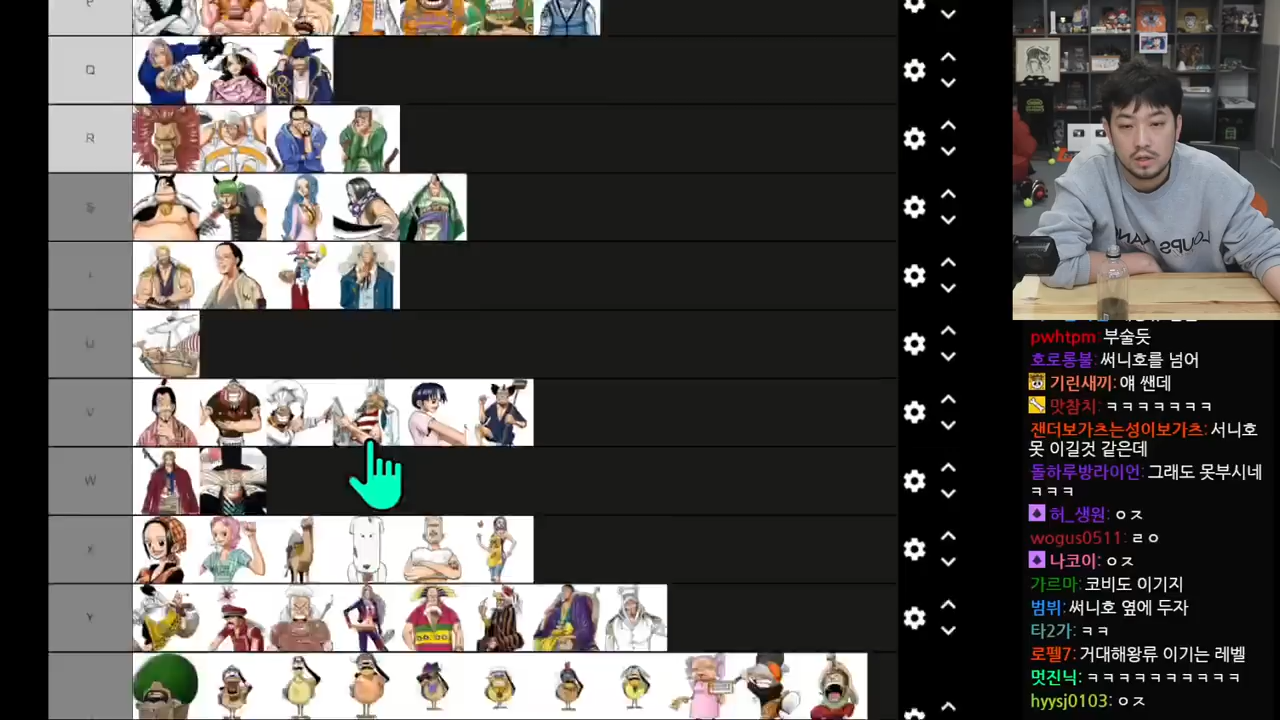 P
Q
R
S
U
V
W
X
Y
pwhtpm: 부술듯
호로롱불: 써니호를 넘어
기린새끼: 얘 쌘데
맛참치: ㅋㅋㅋㅋㅋㅋㅋ
잰더보가츠는성이보가츠: 서니호
못 이길것 같은데
돌하루방라이언: 그래도 못부시네
ㅋㅋㅋ
허_생원: ㅇㅈ
wogus0511: ㄹㅇ
나코이: ㅇㅈ
가르마: 코비도 이기지
범뷔: 써니호 옆에 두자
타2가: ㅋㅋ
로펠7: 거대해왕류 이기는 레벨
멋진닉: ㅋㅋㅋㅋㅋㅋㅋㅋㅋㅋ
hyysj0103: ㅇㅈ